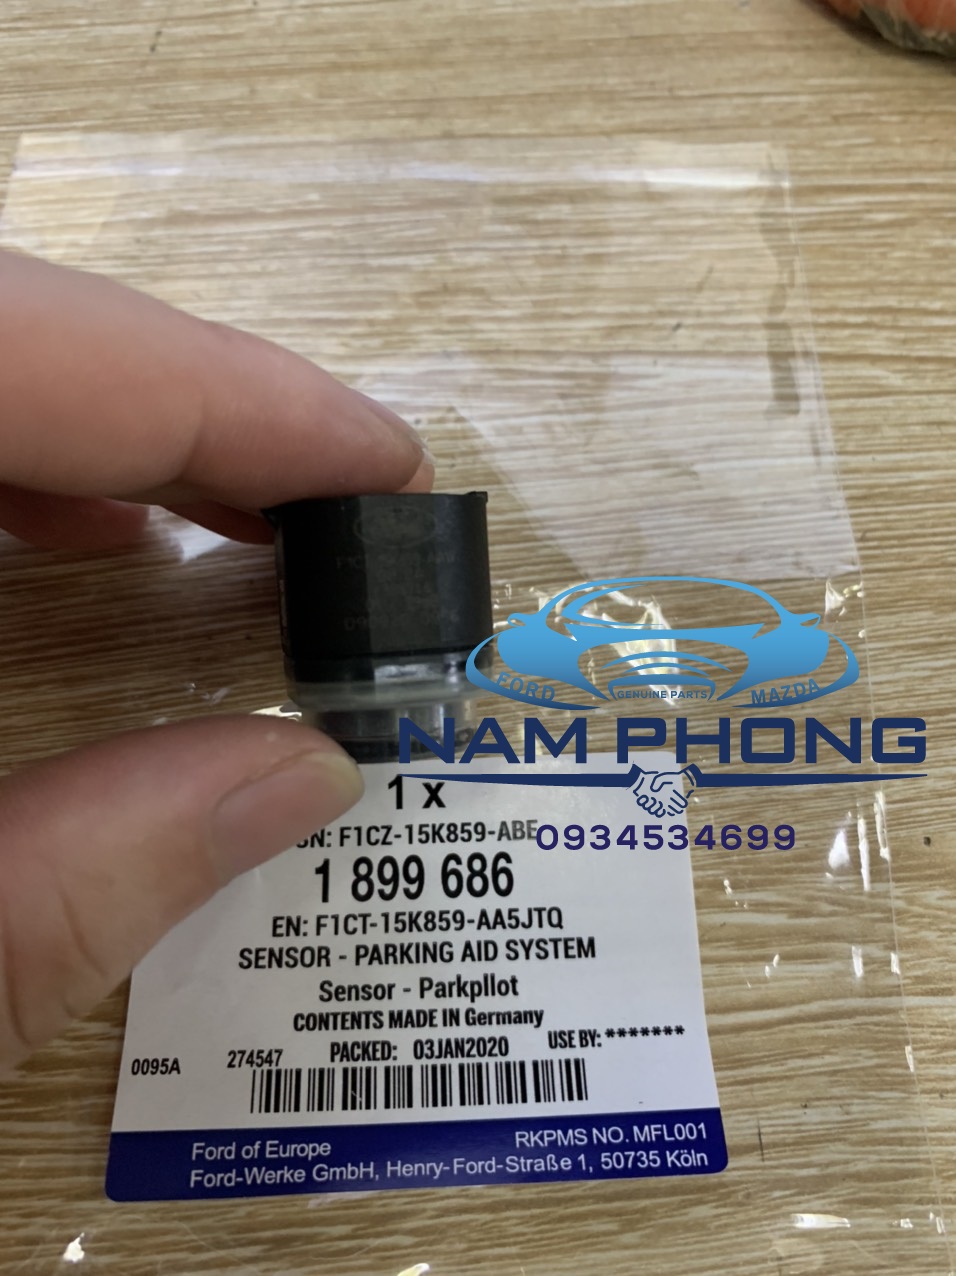 FORD
GENUINE PARTS
MAZDA
NAM PHONG
0934534699
1 x
N: F1CZ-15K859-ABE
1 899 686
EN: F1CT-15K859-AA5JTQ
SENSOR - PARKING AID SYSTEM
Sensor - Parkpilot
CONTENTS MADE IN Germany
PACKED: 03JAN2020 USE BY: *******
0095A 274547
Ford of Europe RKPMS NO. MFL001
Ford-Werke GmbH, Henry-Ford-Straße 1, 50735 Köln